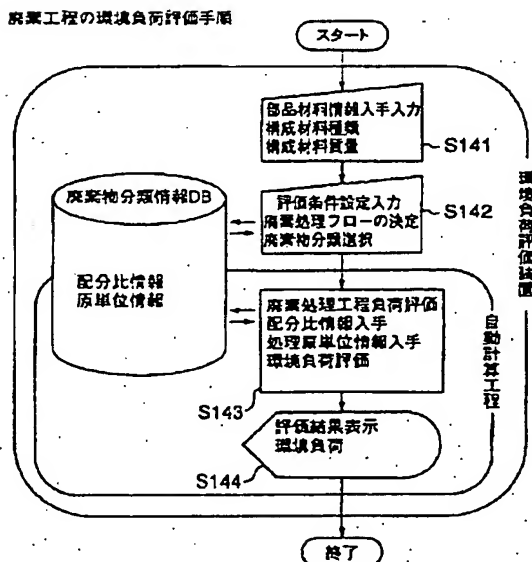 廃棄工程の環境負荷評価手順
スタート
部品材料情報入手入力
構成材料種類
構成材料質量
S141
廃棄物分類情報DB
評価条件設定入力
廃棄処理フローの決定
廃棄物分類選択
S142
配分比情報
原単位情報
廃棄処理工程負荷評価
配分比情報入手
処理原単位情報入手
環境負荷評価
S143
評価結果表示
環境負荷
S144
自動計算工程
環境負荷評価装置
終了